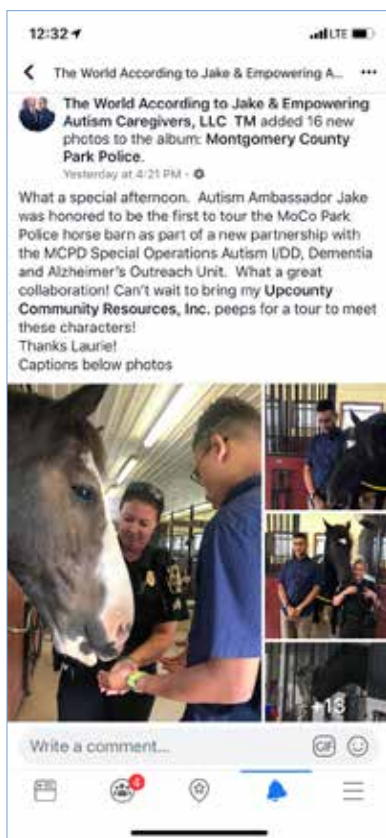 12:32
LTE
The World According to Jake & Empowering A...
The World According to Jake & Empowering
Autism Caregivers, LLC TM added 16 new
photos to the album: Montgomery County
Park Police.
Yesterday at 4:21 PM ·
What a special afternoon. Autism Ambassador Jake
was honored to be the first to tour the MoCo Park
Police horse barn as part of a new partnership with
the MCPD Special Operations Autism I/DD, Dementia
and Alzheimer's Outreach Unit. What a great
collaboration! Can't wait to bring my Upcounty
Community Resources, Inc. peeps for a tour to meet
these characters!
Thanks Laurie!
Captions below photos
+13
Write a comment...
GIF
4